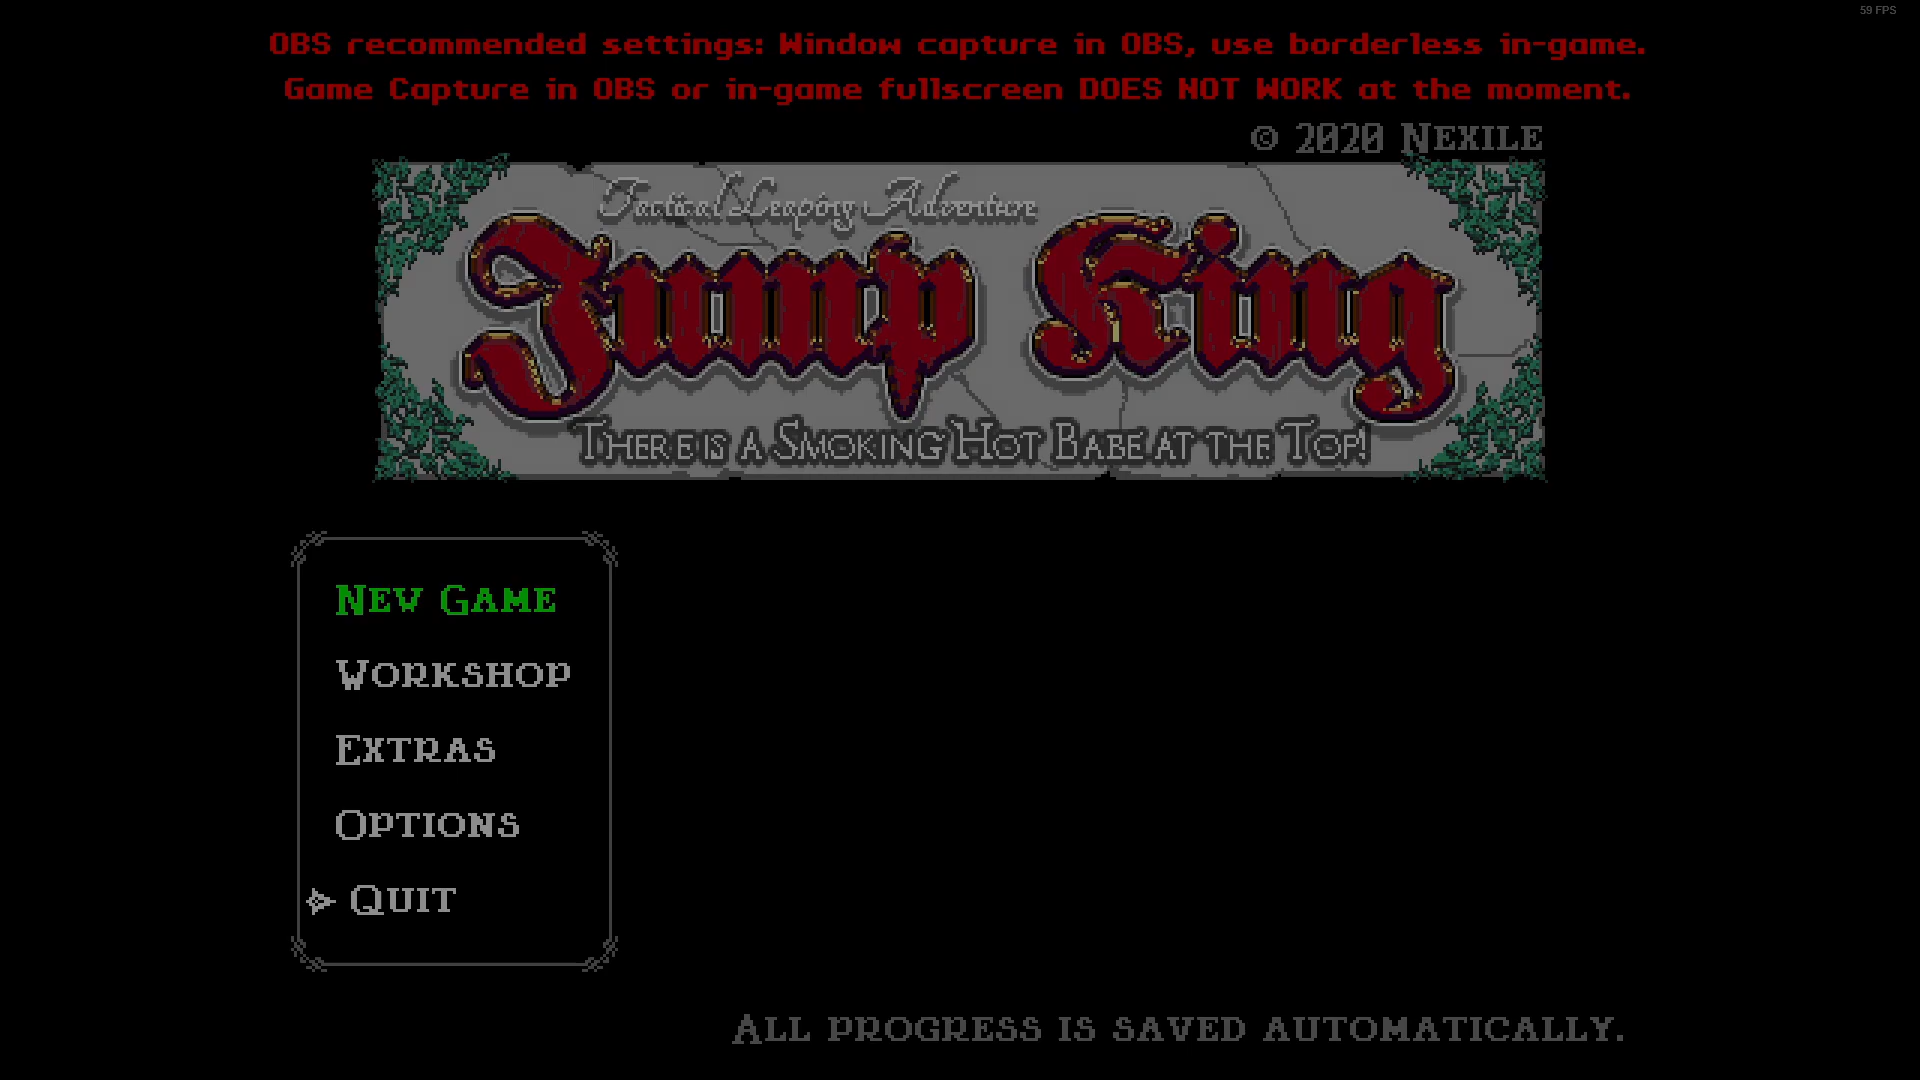 59 FPS
OBS recommended settings: Window capture in OBS, use borderless in-game.
Game Capture in OBS or in-game fullscreen DOES NOT WORK at the moment.
© 2020 NEXILE
Tactical Leaping Adventure
Jump King
THERE IS A SMOKING HOT BABE AT THE TOP!
NEW GAME
WORKSHOP
EXTRAS
OPTIONS
QUIT
ALL PROGRESS IS SAVED AUTOMATICALLY.